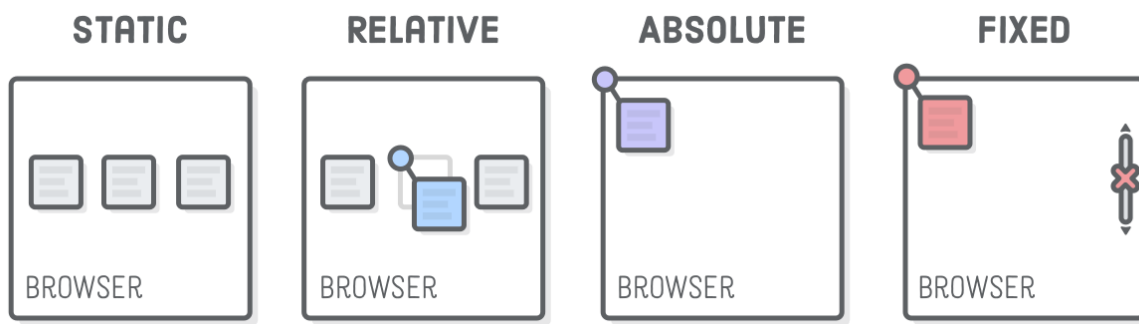 STATIC
RELATIVE
ABSOLUTE
FIXED
BROWSER
BROWSER
BROWSER
BROWSER